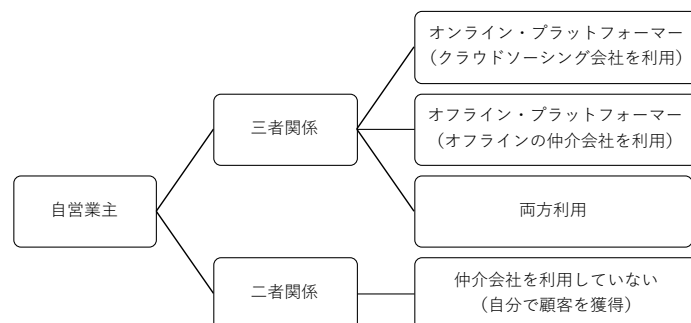 オンライン・プラットフォーマー
（クラウドソーシング会社を利用）
三者関係
オフライン・プラットフォーマー
（オフラインの仲介会社を利用）
自営業主
両方利用
二者関係
仲介会社を利用していない
（自分で顧客を獲得）